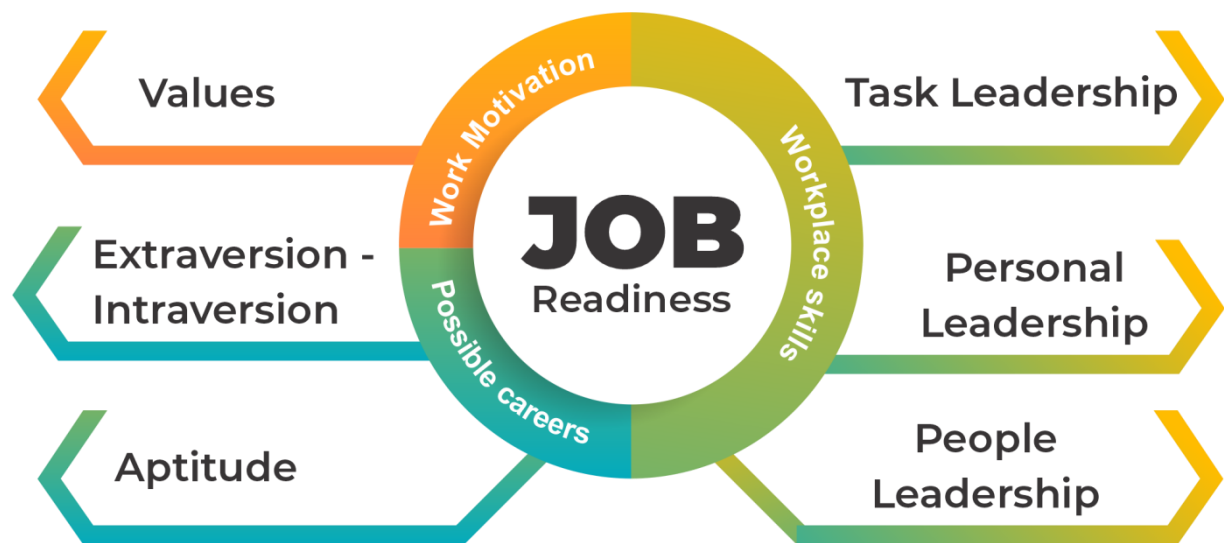 Values
Extraversion -
Intraversion
Aptitude
Work Motivation
Possible careers
JOB
Readiness
Workplace skills
Task Leadership
Personal
Leadership
People
Leadership